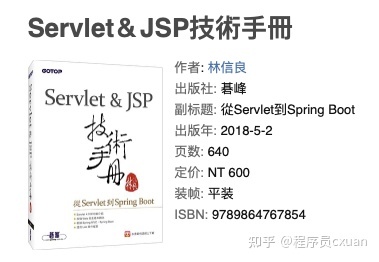 Servlet＆JSP技術手冊
作者: 林信良
出版社: 碁峰
副标题: 從Servlet到Spring Boot
出版年: 2018-5-2
页数: 640
定价: NT 600
装帧: 平装
ISBN: 9789864767854
GOTOP
Servlet & JSP
技術手冊
從Servlet到Spring Boot
碁峰
知乎 @程序员cxuan